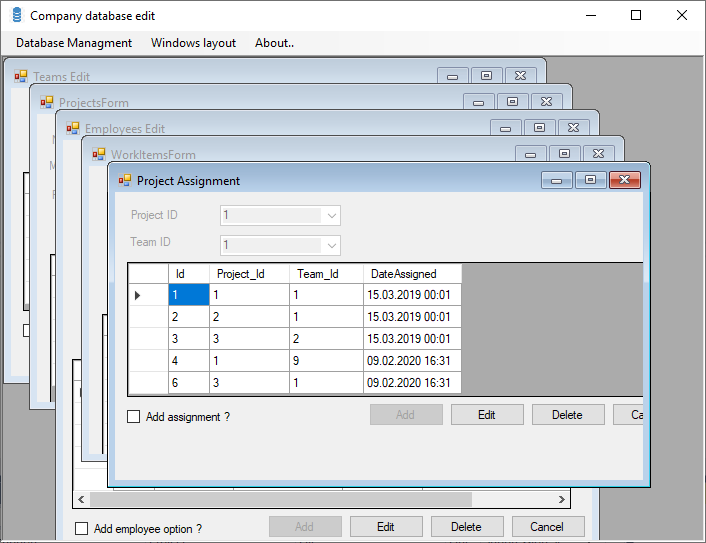 Company database edit
Database Managment Windows layout About..
Teams Edit
ProjectsForm
Employees Edit
WorkItemsForm
Project Assignment
Project ID 1
Team ID 1
Id Project_Id Team_Id DateAssigned
1 1 1 15.03.2019 00:01
2 2 1 15.03.2019 00:01
3 3 2 15.03.2019 00:01
4 1 9 09.02.2020 16:31
6 3 1 09.02.2020 16:31
Add assignment ? Add Edit Delete Ca
Add employee option ? Add Edit Delete Cancel